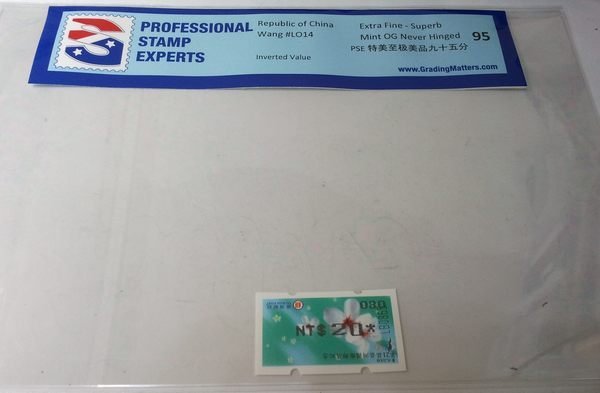 PROFESSIONAL
STAMP
EXPERTS
Republic of China
Wang #LO14
Inverted Value
Extra Fine - Superb
Mint OG Never Hinged
95
PSE 特美至极美品九十五分
www.GradingMatters.com
030
NT$20*